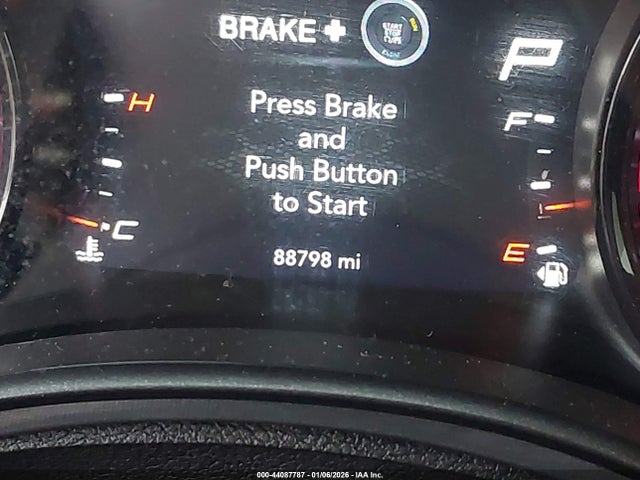 BRAKE +
START
STOP
P
H
F
Press Brake
and
Push Button
to Start
C
E
88798 mi
000-44087787 - 01/06/2026 - IAA Inc.